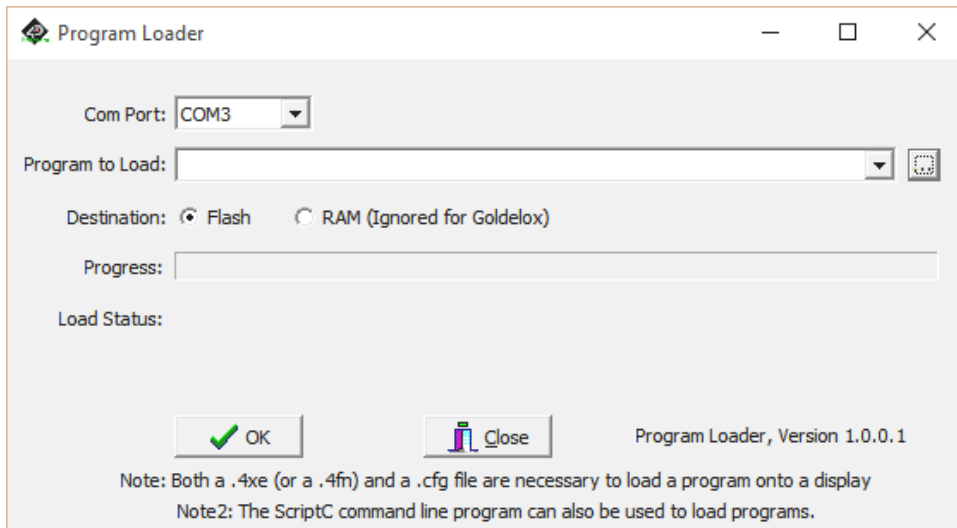 Program Loader
Com Port: COM3
Program to Load:
Destination: Flash RAM (Ignored for Goldelox)
Progress:
Load Status:
OK Close Program Loader, Version 1.0.0.1
Note: Both a .4xe (or a .4fn) and a .cfg file are necessary to load a program onto a display
Note2: The ScriptC command line program can also be used to load programs.